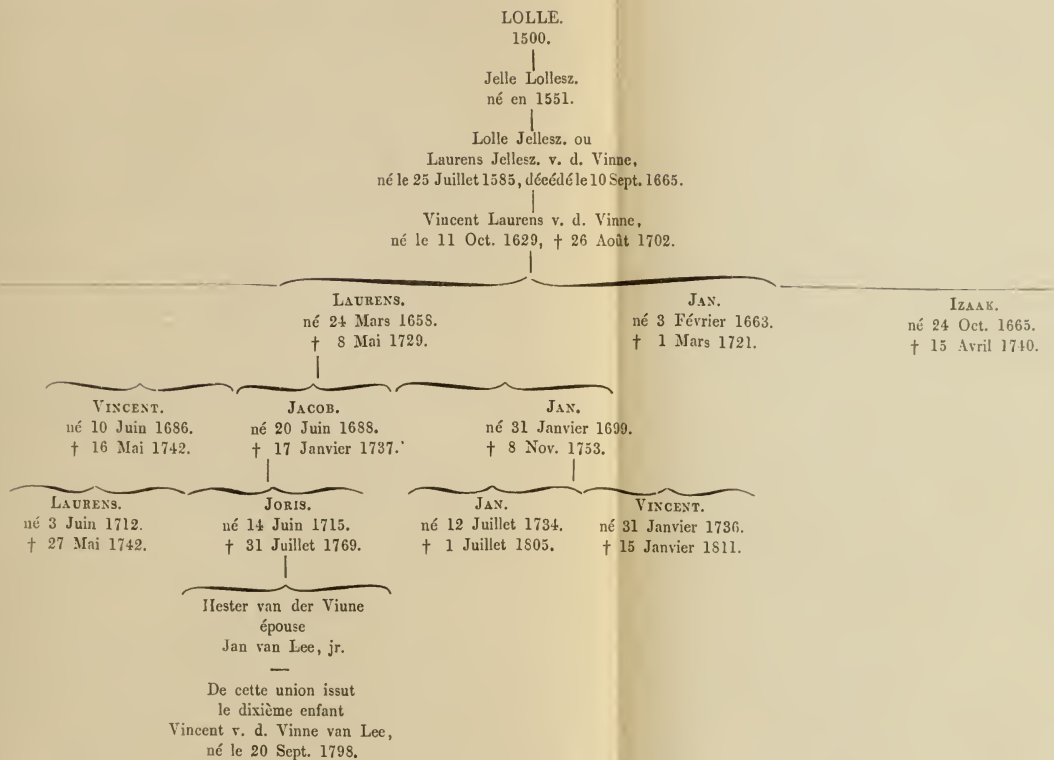 LOLLE.
1500.
Jelle Lollesz.
né en 1551.
Lolle Jellesz. ou
Laurens Jellesz. v. d. Vinne,
né le 25 Juillet 1585, décédé le 10 Sept. 1665.
Vincent Laurens v. d. Vinne,
né le 11 Oct. 1629, † 26 Août 1702.
LAURENS.
né 24 Mars 1658.
† 8 Mai 1729.
JAN.
né 3 Février 1663.
† 1 Mars 1721.
IZAAK.
né 24 Oct. 1665.
† 15 Avril 1740.
VINCENT.
né 10 Juin 1686.
† 16 Mai 1742.
JACOB.
né 20 Juin 1688.
† 17 Janvier 1737.
JAN.
né 31 Janvier 1699.
† 8 Nov. 1753.
LAURENS.
né 3 Juin 1712.
† 27 Mai 1742.
JORIS.
né 14 Juin 1715.
† 31 Juillet 1769.
JAN.
né 12 Juillet 1734.
† 1 Juillet 1805.
VINCENT.
né 31 Janvier 1736.
† 15 Janvier 1811.
Hester van der Viune
épouse
Jan van Lee, jr.
—
De cette union issut
le dixième enfant
Vincent v. d. Vinne van Lee,
né le 20 Sept. 1798.